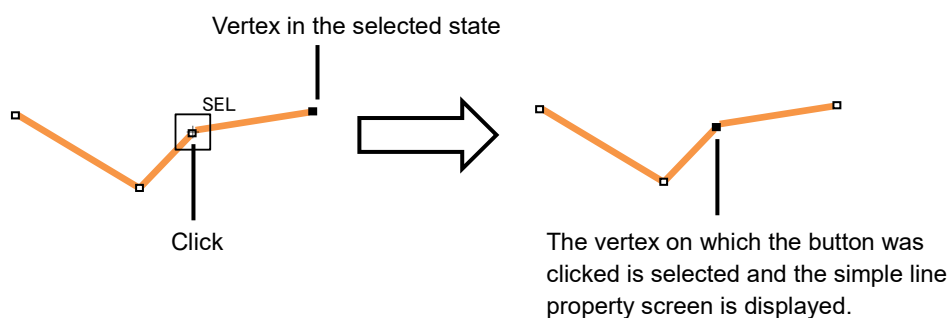 Vertex in the selected state
SEL
Click
The vertex on which the button was
clicked is selected and the simple line
property screen is displayed.